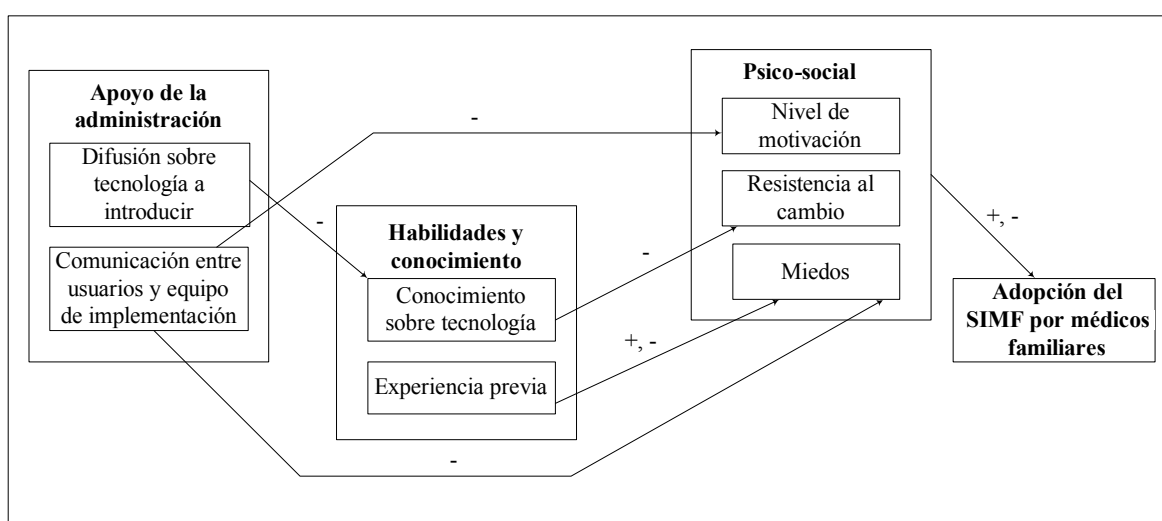 Apoyo de la
administración
Difusión sobre
tecnología a
introducir
Comunicación entre
usuarios y equipo
de implementación
-
-
Habilidades y
conocimiento
Conocimiento
sobre tecnología
Experiencia previa
-
+, -
-
Psico-social
Nivel de
motivación
Resistencia al
cambio
Miedos
+, -
Adopción del
SIMF por médicos
familiares